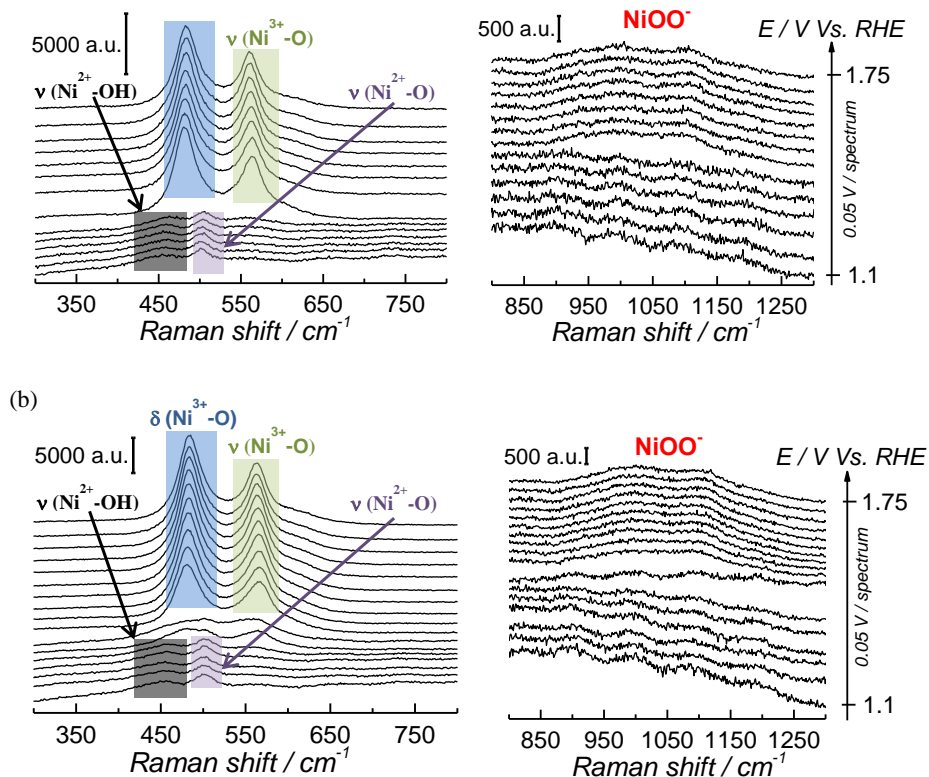 5000 a.u.
ν (Ni³⁺-O)
ν (Ni²⁺-OH)
ν (Ni²⁺-O)
300 450 550 650 750
Raman shift / cm⁻¹
500 a.u.
NiOO⁻
E / V Vs. RHE
1.75
0.05 V / spectrum
1.1
850 950 1050 1150 1250
Raman shift / cm⁻¹
(b)
δ (Ni³⁺-O)
5000 a.u.
ν (Ni³⁺-O)
ν (Ni²⁺-OH)
ν (Ni²⁺-O)
350 450 550 650 750
Raman shift / cm⁻¹
500 a.u.
NiOO⁻
E / V Vs. RHE
1.75
0.05 V / spectrum
1.1
850 950 1050 1150 1250
Raman shift / cm⁻¹